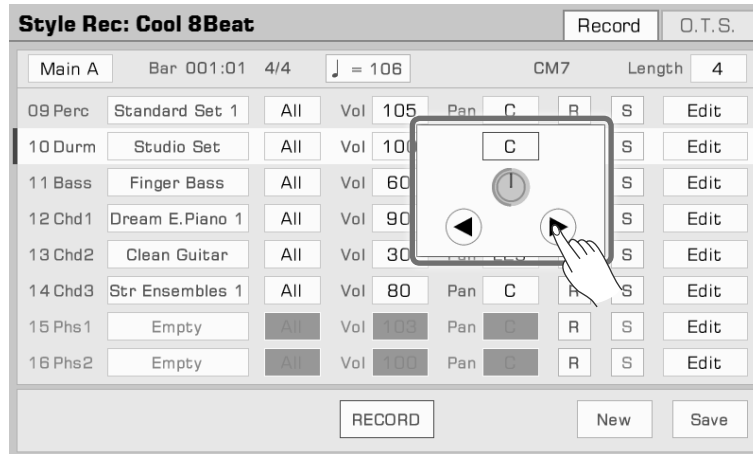 Style Rec: Cool 8Beat Record O.T.S.
Main A Bar 001:01 4/4 ♩ = 106 CM7 Length 4
09 Perc Standard Set 1 All Vol 105 Pan C R S Edit
10 Durm Studio Set All Vol 100 C S Edit
11 Bass Finger Bass All Vol 60 S Edit
12 Chd1 Dream E.Piano 1 All Vol 90 S Edit
13 Chd2 Clean Guitar All Vol 30 S Edit
14 Chd3 Str Ensembles 1 All Vol 80 Pan C R S Edit
15 Phs1 Empty All Vol 103 Pan C R S Edit
16 Phs2 Empty All Vol 100 Pan C R S Edit
RECORD New Save